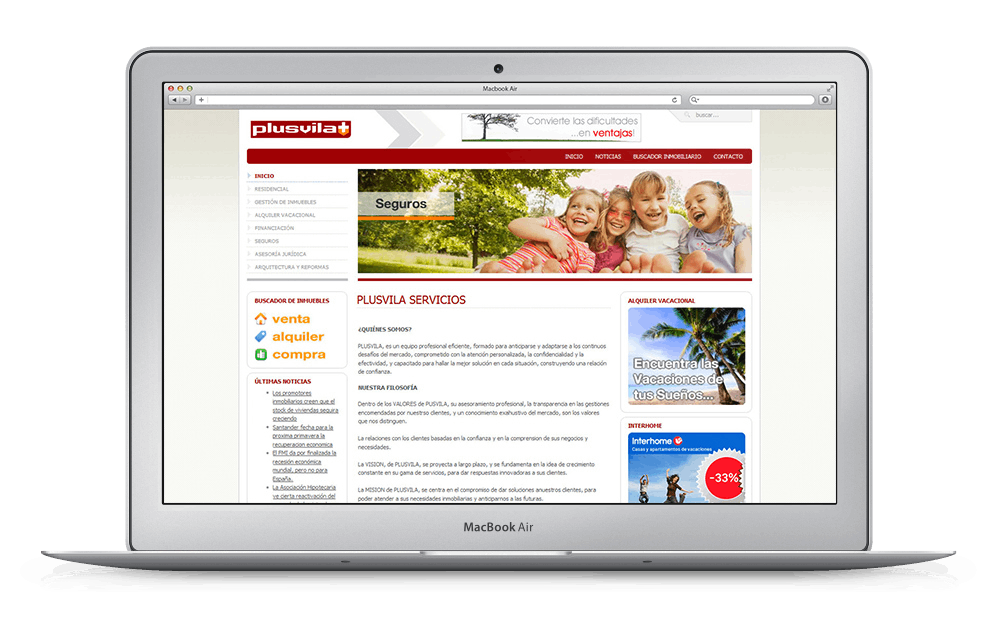 Macbook Air
plusvila+
Convierte las dificultades
...en ventajas!
buscar...
INICIO NOTICIAS BUSCADOR INMOBILIARIO CONTACTO
INICIO
RESIDENCIAL
GESTIÓN DE INMUEBLES
ALQUILER VACACIONAL
FINANCIACIÓN
SEGUROS
ASESORÍA JURÍDICA
ARQUITECTURA Y REFORMAS
Seguros
BUSCADOR DE INMUEBLES
venta
alquiler
compra
ÚLTIMAS NOTICIAS
Los promotores
inmobiliarios creen que el
stock de viviendas segura
creciendo
Santander fecha para la
proxima primavera la
recuperacion economica
El FMI da por finalizada la
recesión económica
mundial, pero no para
España.
La Asociación Hipotecaria
ve cierta reactivación del
PLUSVILA SERVICIOS
¿QUIÉNES SOMOS?
PLUSVILA, es un equipo profesional eficiente, formado para anticiparse y adaptarse a los continuos
desafíos del mercado, comprometido con la atención personalizada, la confidencialidad y la
efectividad, y capacitado para hallar la mejor solución en cada situación, construyendo una relación
de confianza.
NUESTRA FILOSOFÍA
Dentro de los VALORES de PUSVILA, su asesoramiento profesional, la transparencia en las gestiones
encomendadas por nuestrso clientes, y un conocimiento exahustivo del mercado, son los valores
que nos distinguen.
La relaciones con los clientes basadas en la confianza y en la comprension de sus negocios y
necesidades.
La VISION, de PLUSVILA, se proyecta a largo plazo, y se fundamenta en la idea de crecimiento
constante en su gama de servicios, para dar respuestas innovadoras a sus clientes.
La MISION de PLUSVILA, se centra en el compromiso de dar soluciones anuestros clientes, para
poder atender a sus necesidades inmobiliarias y anticiparnos a las futuras.
ALQUILER VACACIONAL
Encuentra las
Vacaciones de
tus Sueños...
INTERHOME
Interhome
Casas y apartamentos de vacaciones
-33%
MacBook Air